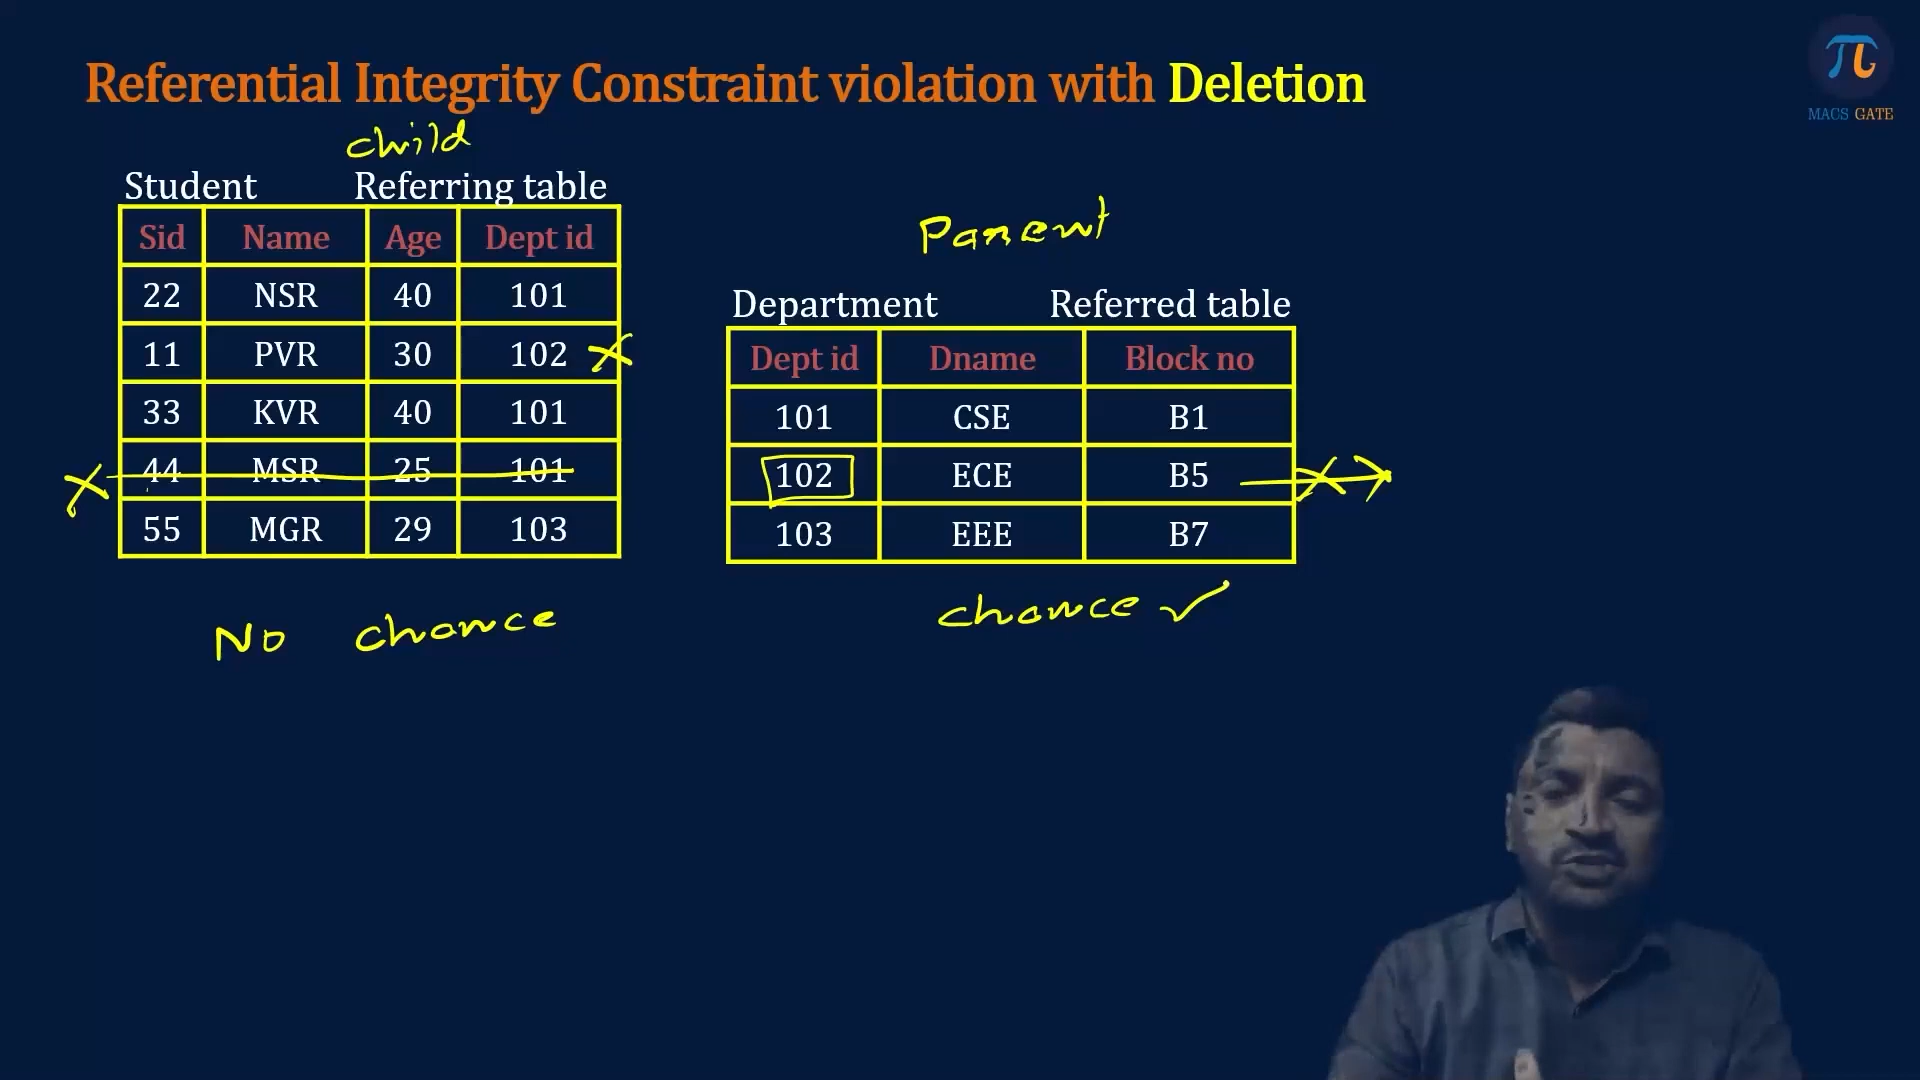 Referential Integrity Constraint violation with Deletion
MACS GATE
child
Student Referring table
Sid Name Age Dept id
22 NSR 40 101
11 PVR 30 102
33 KVR 40 101
44 MSR 25 101
55 MGR 29 103
No chance
Parent
Department Referred table
Dept id Dname Block no
101 CSE B1
102 ECE B5
103 EEE B7
chance ✓